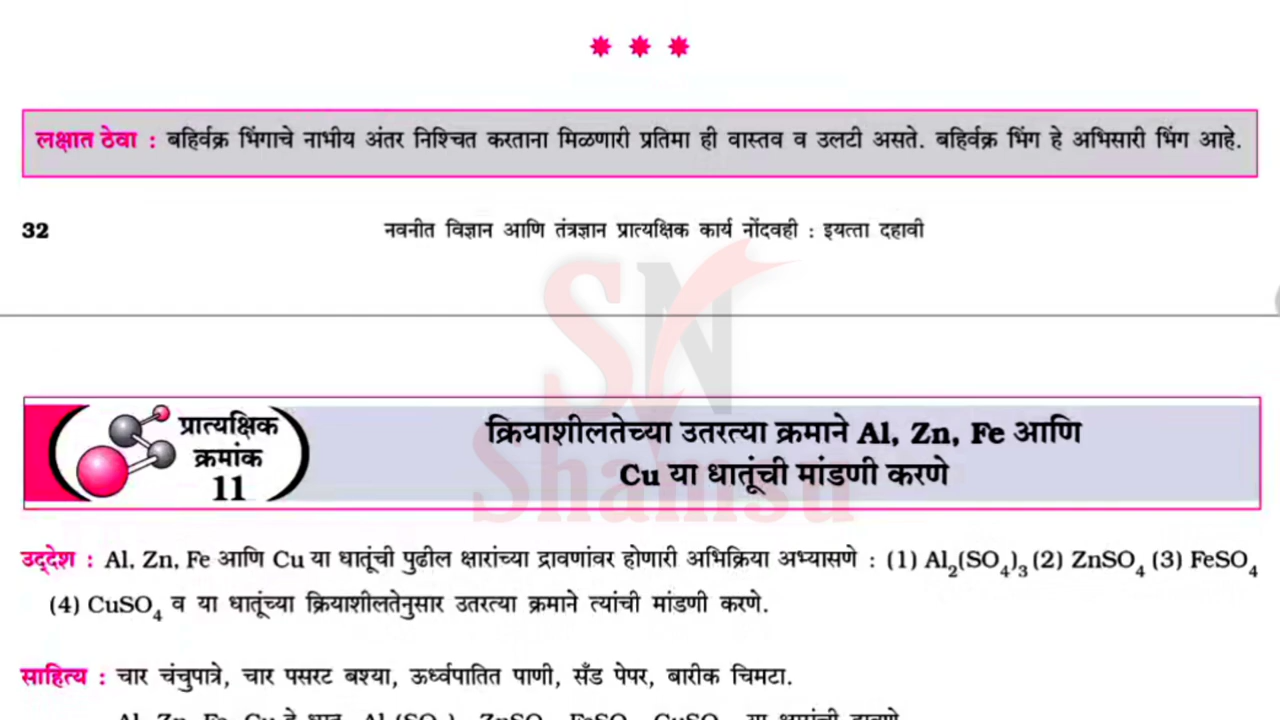 लक्षात ठेवा : बहिर्वक्र भिंगाचे नाभीय अंतर निश्चित करताना मिळणारी प्रतिमा ही वास्तव व उलटी असते. बहिर्वक्र भिंग हे अभिसारी भिंग आहे.
32 नवनीत विज्ञान आणि तंत्रज्ञान प्रात्यक्षिक कार्य नोंदवही : इयत्ता दहावी
SN
Shamsu
प्रात्यक्षिक
क्रमांक
11
क्रियाशीलतेच्या उतरत्या क्रमाने Al, Zn, Fe आणि
Cu या धातूंची मांडणी करणे
उद्देश : Al, Zn, Fe आणि Cu या धातूंची पुढील क्षारांच्या द्रावणांवर होणारी अभिक्रिया अभ्यासणे : (1) Al₂(SO₄)₃ (2) ZnSO₄ (3) FeSO₄
(4) CuSO₄ व या धातूंच्या क्रियाशीलतेनुसार उतरत्या क्रमाने त्यांची मांडणी करणे.
साहित्य : चार चंचुपात्रे, चार पसरट बश्या, ऊर्ध्वपातित पाणी, सँड पेपर, बारीक चिमटा.